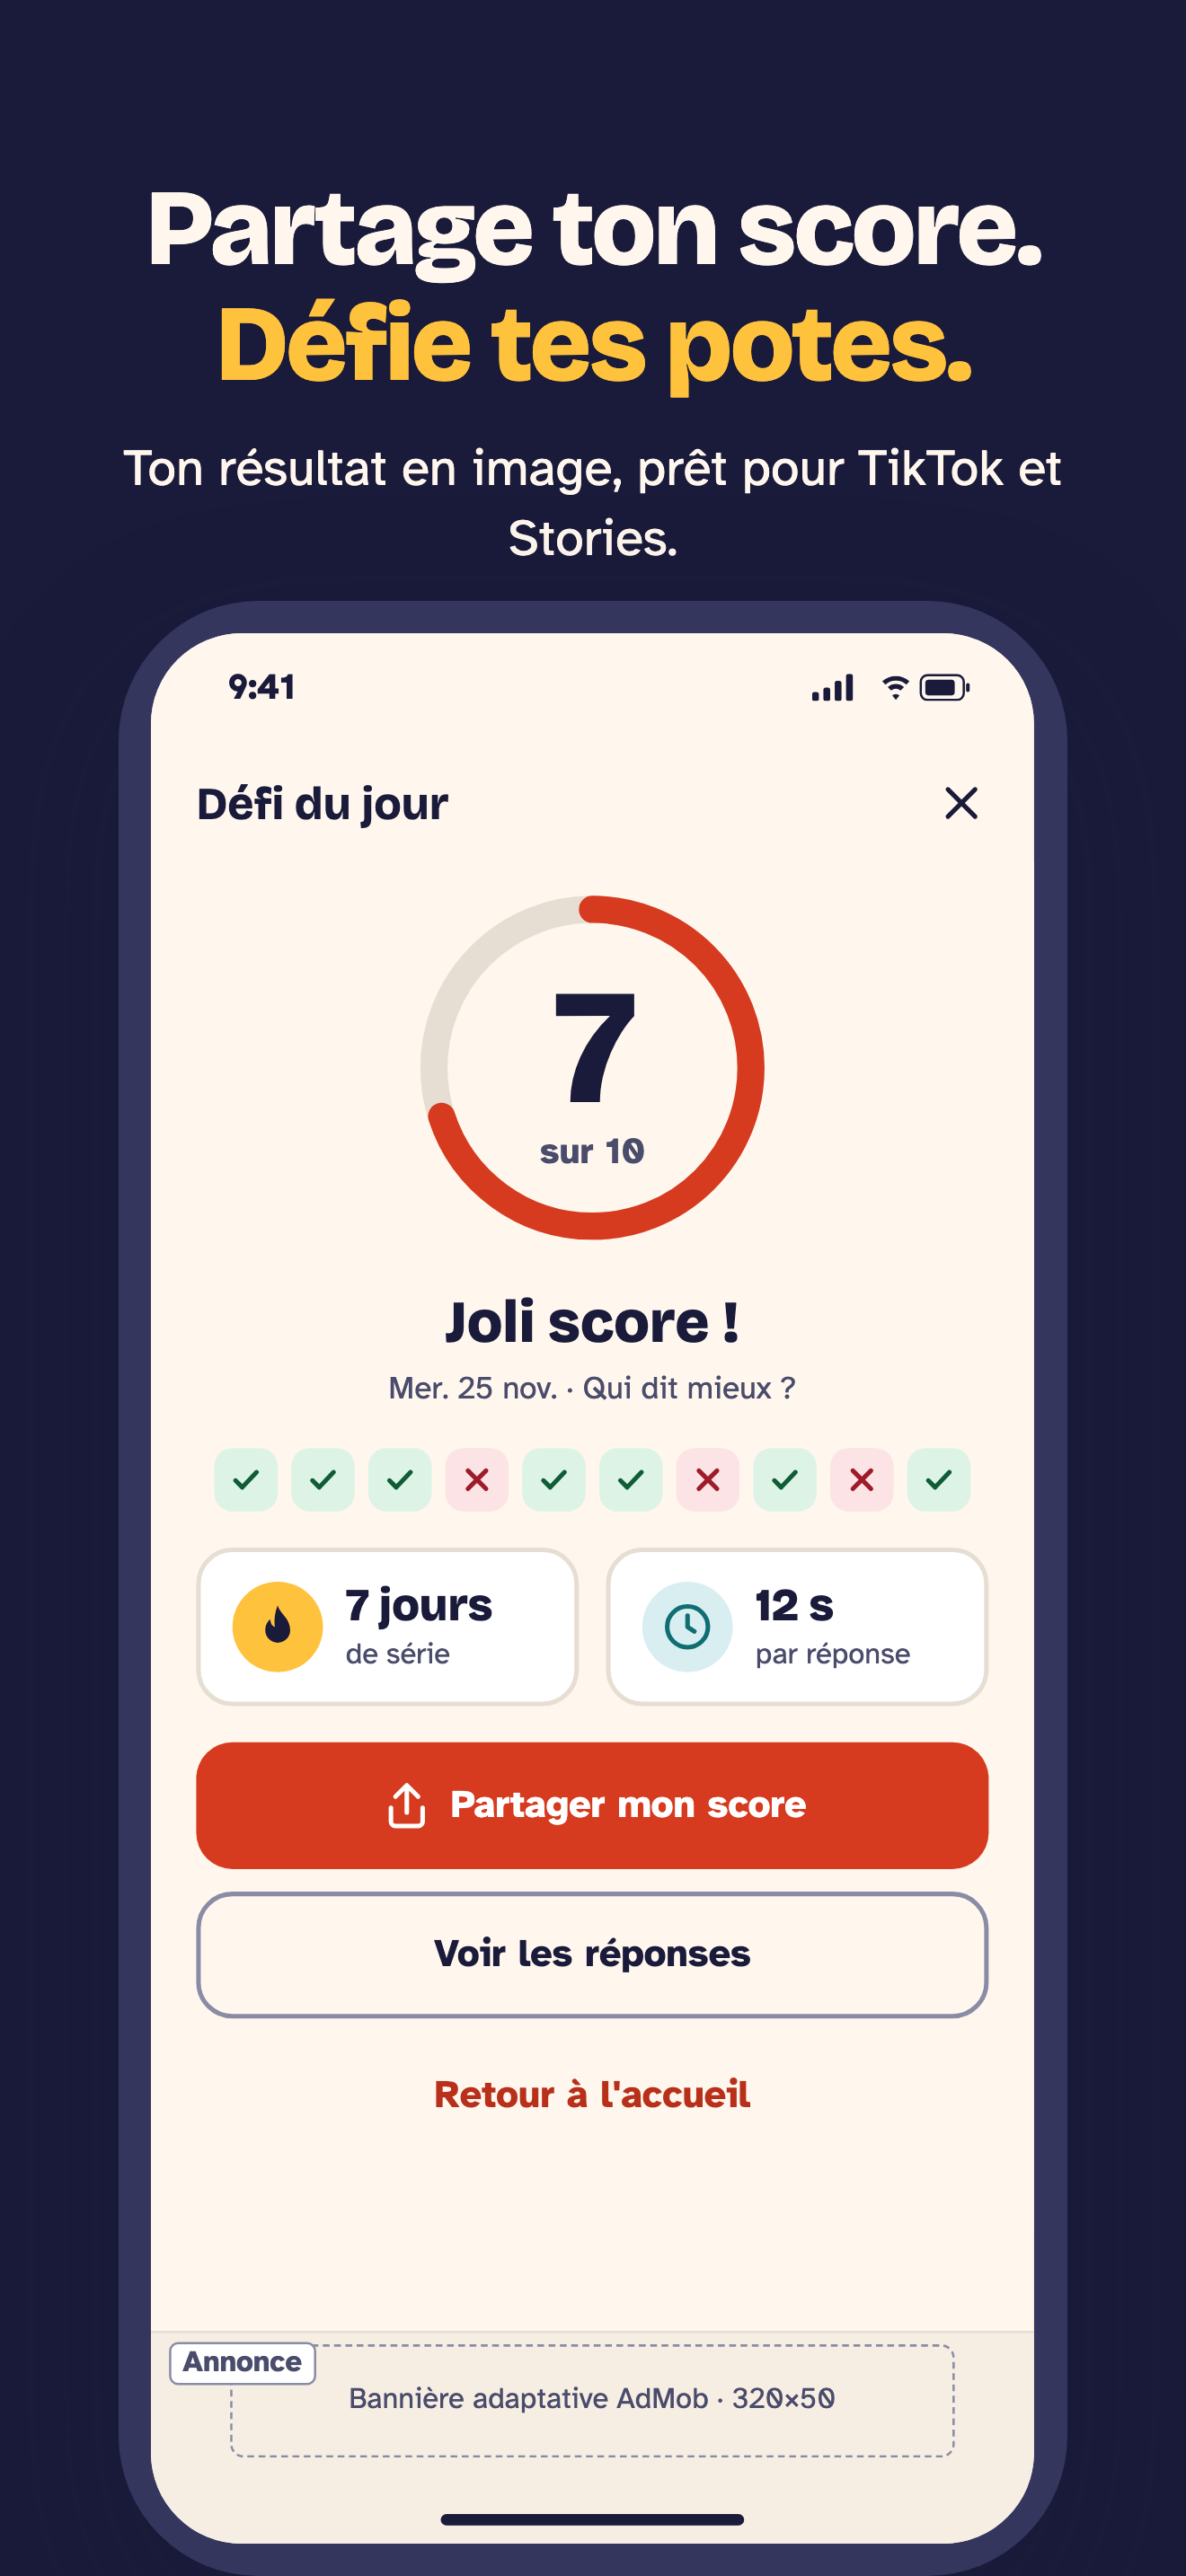 Partage ton score.
Défie tes potes.
Ton résultat en image, prêt pour TikTok et
Stories.
9:41
Défi du jour
7
sur 10
Joli score !
Mer. 25 nov. · Qui dit mieux ?
7 jours
de série
12 s
par réponse
Partager mon score
Voir les réponses
Retour à l'accueil
Annonce
Bannière adaptative AdMob · 320×50